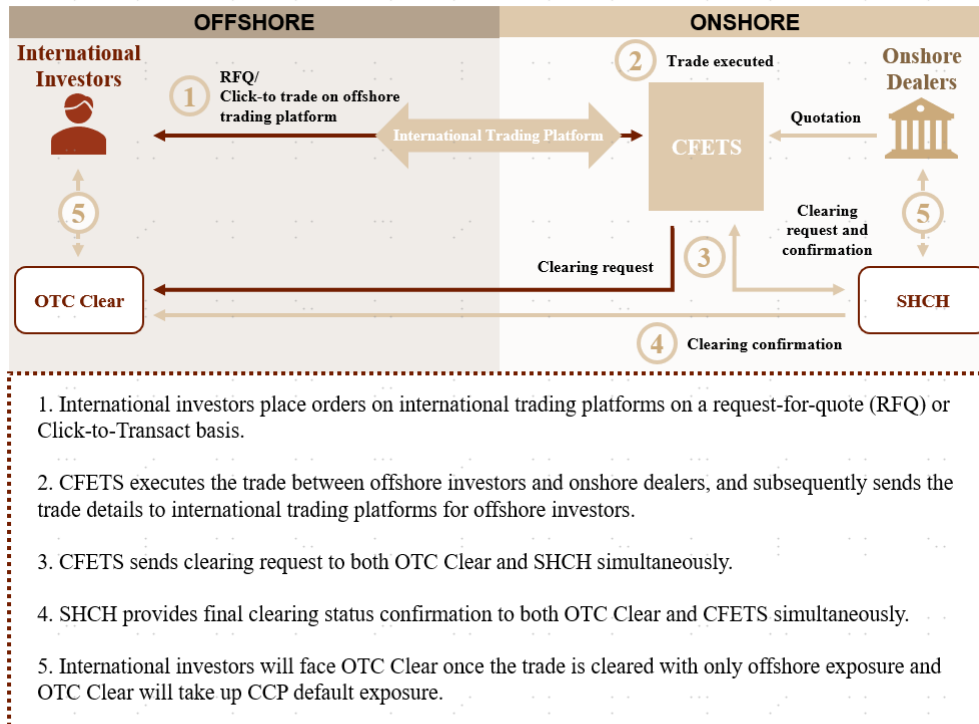 OFFSHORE
ONSHORE
International
Investors
1
RFQ/
Click-to trade on offshore
trading platform
International Trading Platform
2
Trade executed
CFETS
Quotation
Onshore
Dealers
5
5
Clearing
request and
confirmation
3
Clearing request
OTC Clear
SHCH
4
Clearing confirmation
1. International investors place orders on international trading platforms on a request-for-quote (RFQ) or
Click-to-Transact basis.
2. CFETS executes the trade between offshore investors and onshore dealers, and subsequently sends the
trade details to international trading platforms for offshore investors.
3. CFETS sends clearing request to both OTC Clear and SHCH simultaneously.
4. SHCH provides final clearing status confirmation to both OTC Clear and CFETS simultaneously.
5. International investors will face OTC Clear once the trade is cleared with only offshore exposure and
OTC Clear will take up CCP default exposure.